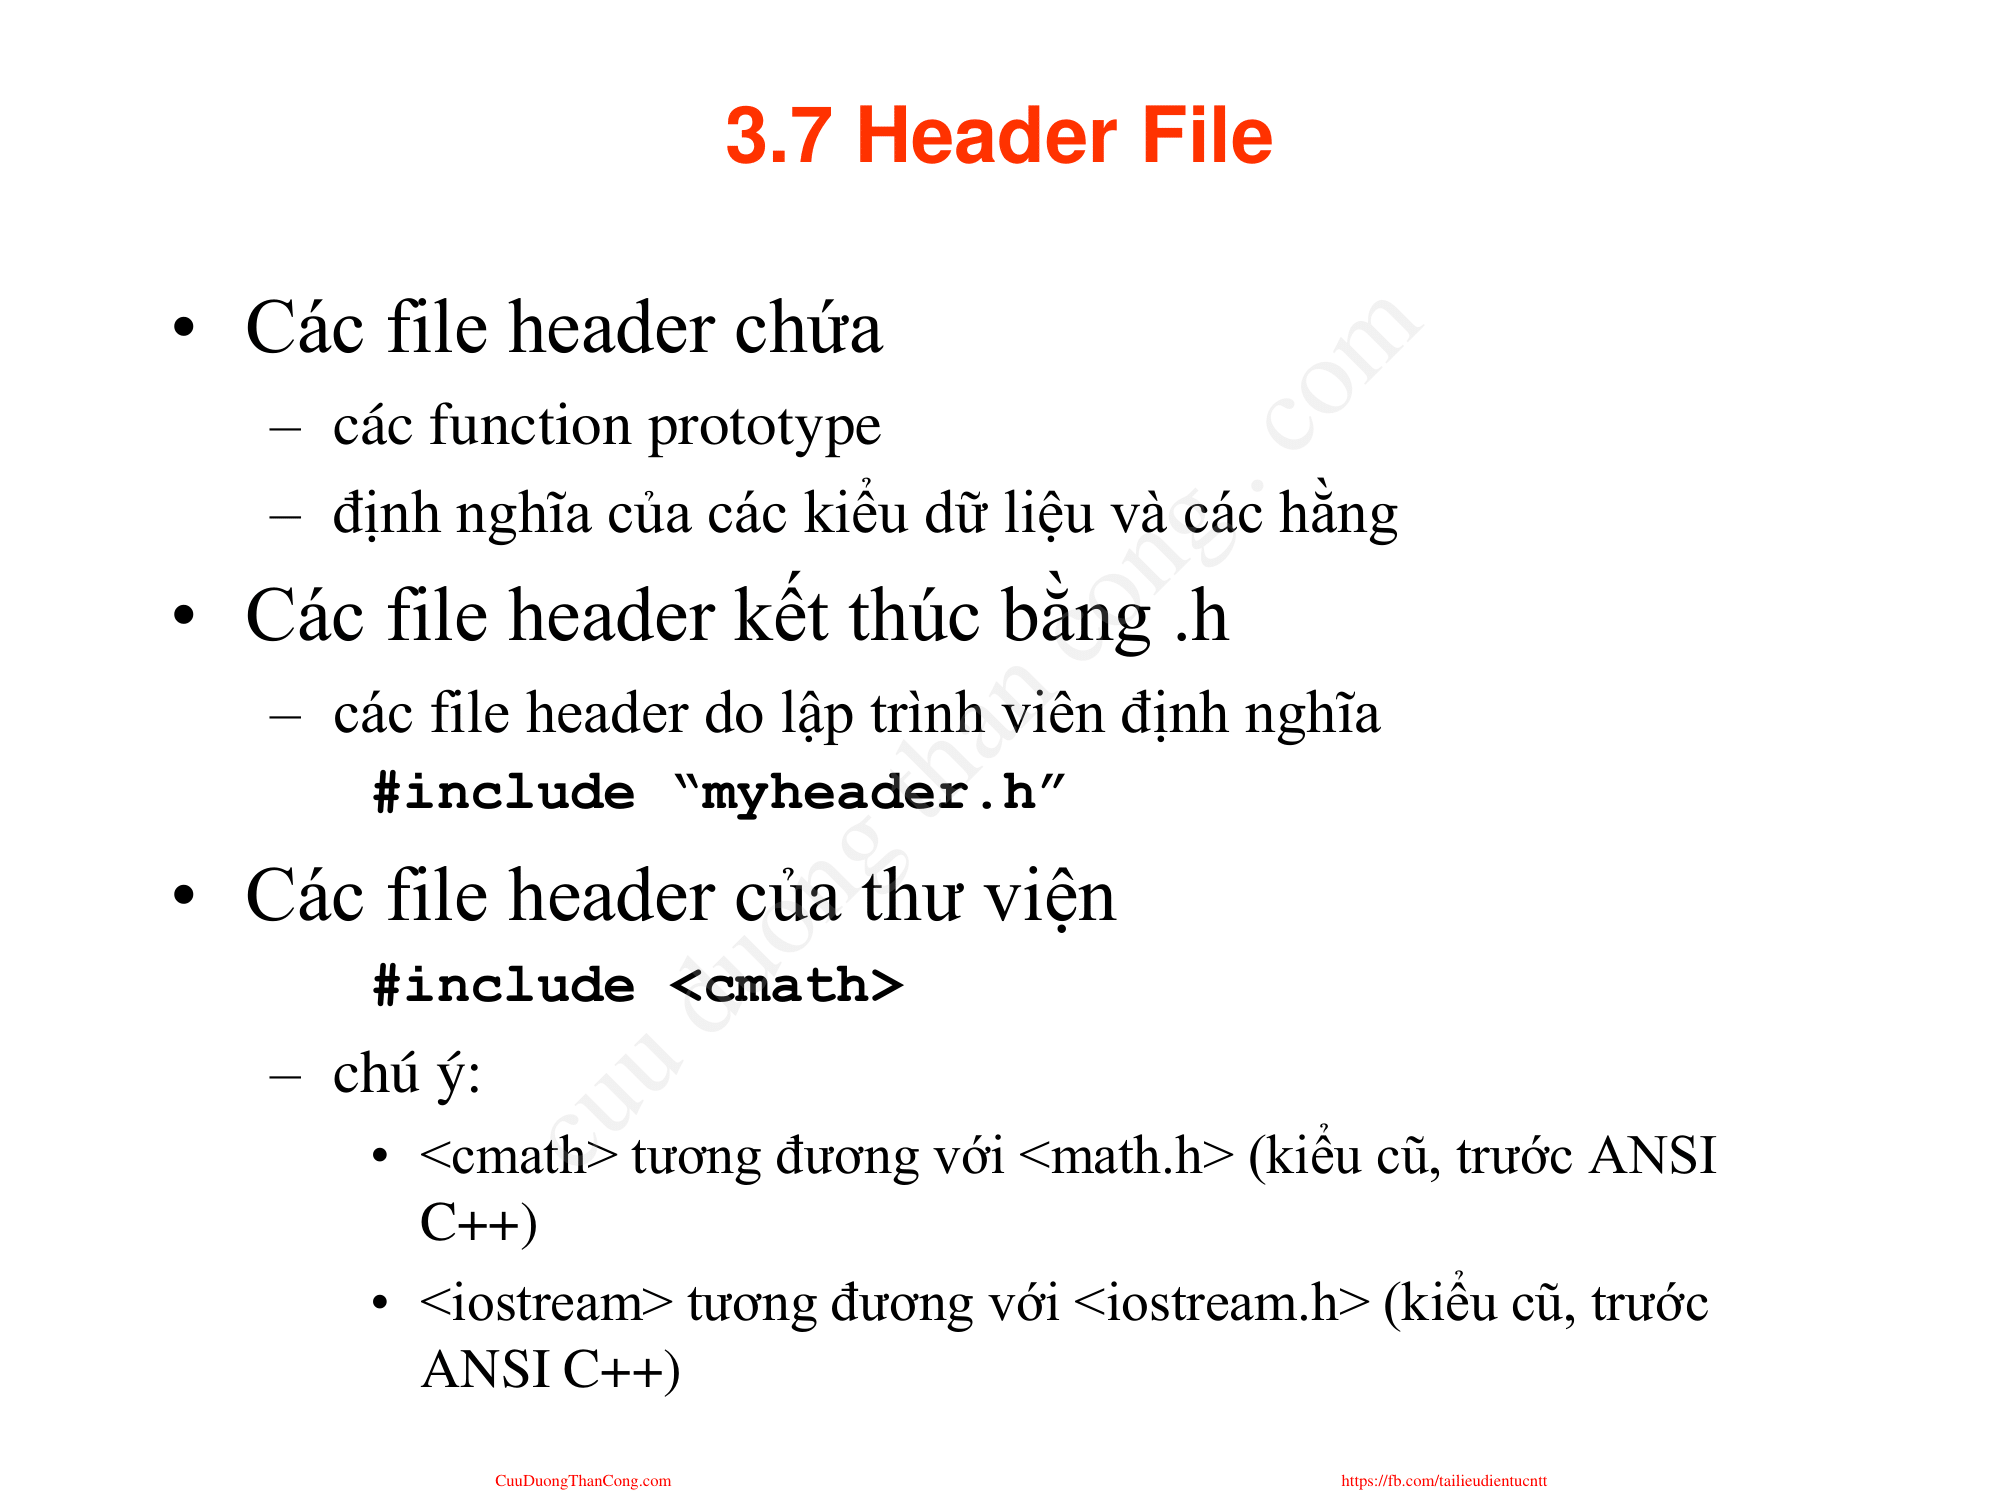 3.7 Header File
• Các file header chứa
– các function prototype
– định nghĩa của các kiểu dữ liệu và các hằng
• Các file header kết thúc bằng .h
– các file header do lập trình viên định nghĩa
#include “myheader.h”
• Các file header của thư viện
#include <cmath>
– chú ý:
• <cmath> tương đương với <math.h> (kiểu cũ, trước ANSI
C++)
• <iostream> tương đương với <iostream.h> (kiểu cũ, trước
ANSI C++)
cuu duong than cong . com
CuuDuongThanCong.com
https://fb.com/tailieudientucntt